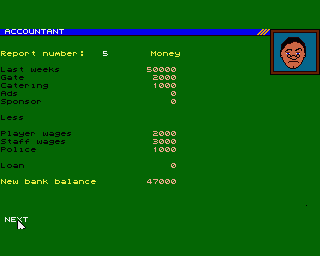 ACCOUNTANT
Report number: 5 Money
Last weeks 50000
Gate 2000
Catering 1000
Ads 0
Sponsor 0
Less
Player wages 2000
Staff wages 3000
Police 1000
Loan 0
New bank balance 47000
NEXT